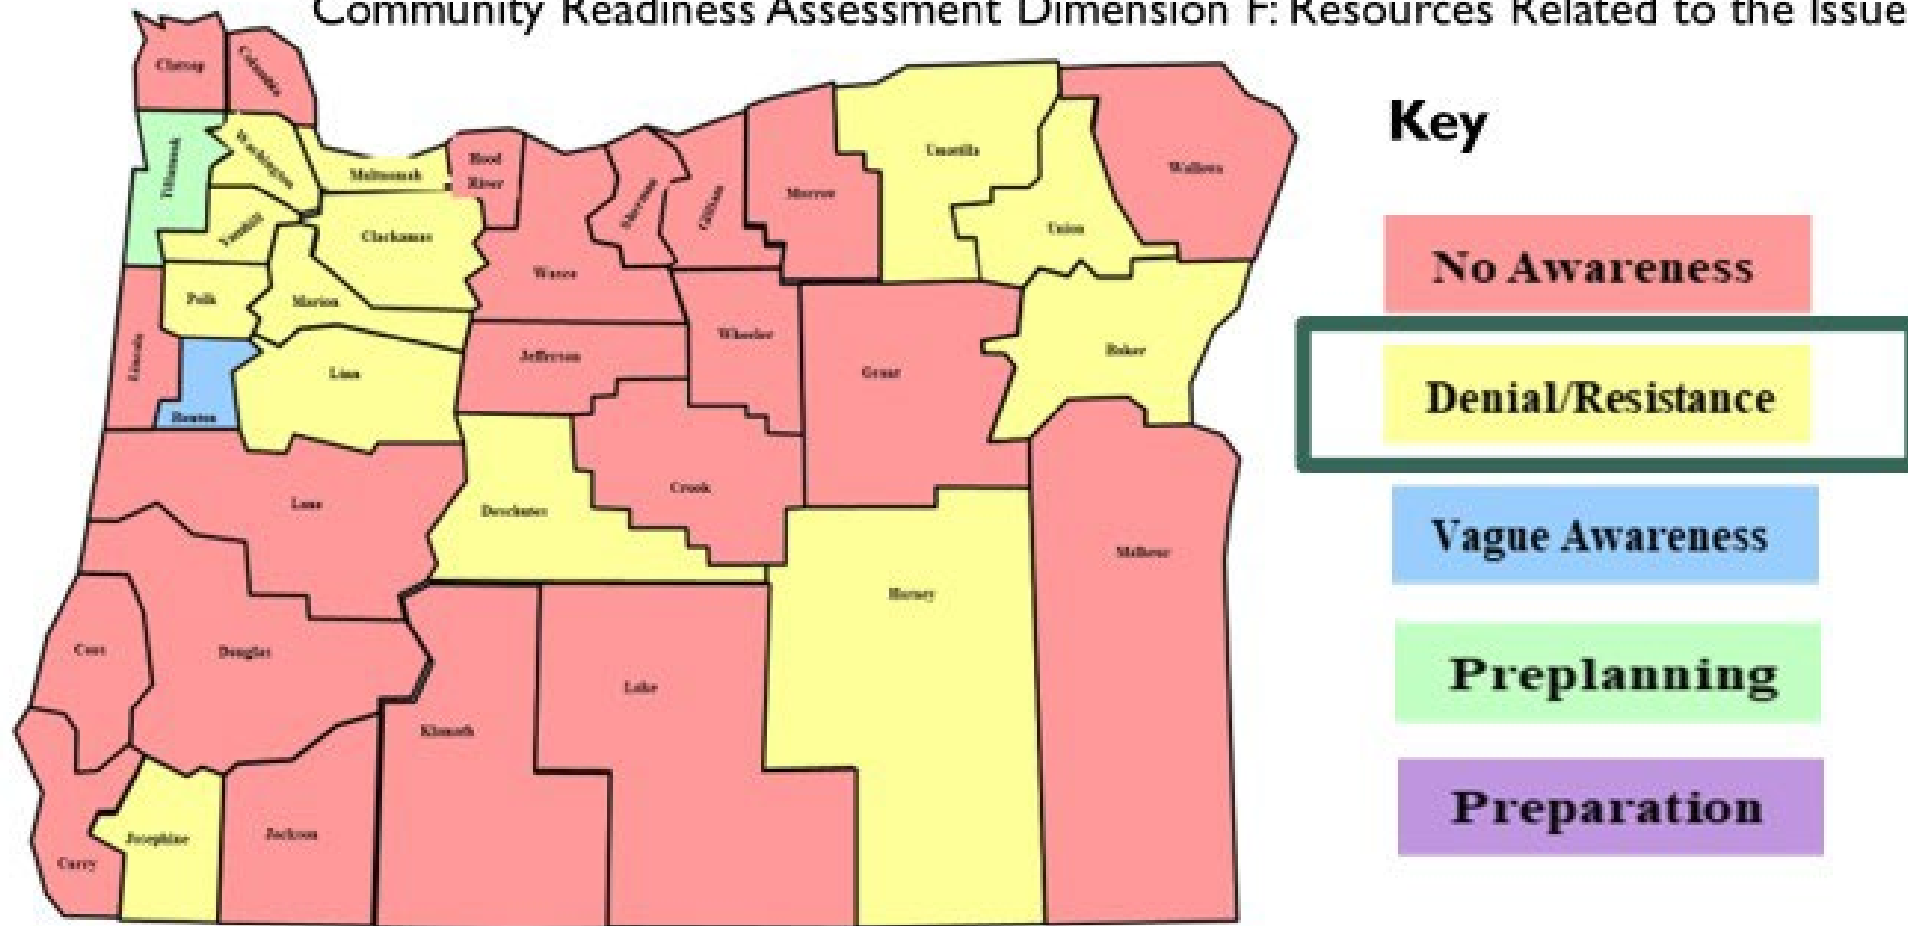 Community Readiness Assessment Dimension F: Resources Related to the Issue
Clatsop
Columbia
Tillamook
Washington
Multnomah
Hood
River
Yamhill
Clackamas
Wasco
Sherman
Gilliam
Morrow
Umatilla
Union
Wallowa
Polk
Marion
Lincoln
Benton
Linn
Jefferson
Wheeler
Grant
Baker
Lane
Deschutes
Crook
Harney
Malheur
Coos
Douglas
Klamath
Lake
Curry
Josephine
Jackson
Key
No Awareness
Denial/Resistance
Vague Awareness
Preplanning
Preparation